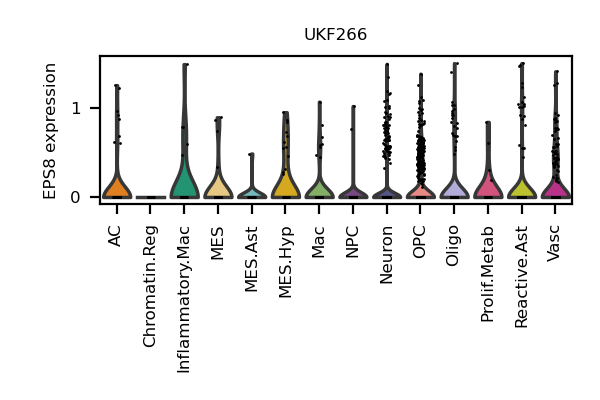 UKF266
EPS8 expression
1
0
AC
Chromatin.Reg
Inflammatory.Mac
MES
MES.Ast
MES.Hyp
Mac
NPC
Neuron
OPC
Oligo
Prolif.Metab
Reactive.Ast
Vasc